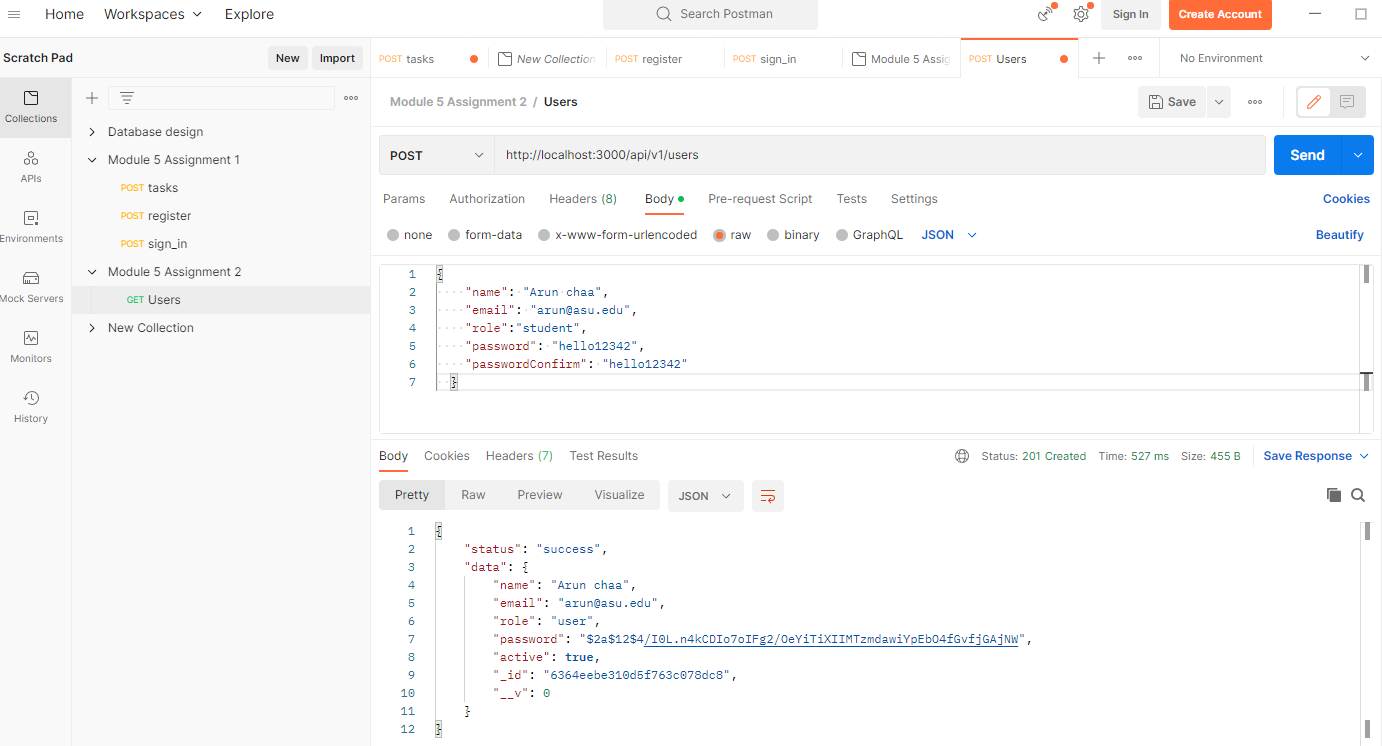 Home Workspaces Explore Search Postman Sign In Create Account
Scratch Pad New Import
POST tasks New Collection POST register POST sign_in Module 5 Assig POST Users No Environment
Collections
APIs
Environments
Mock Servers
Monitors
History
Database design
Module 5 Assignment 1
POST tasks
POST register
POST sign_in
Module 5 Assignment 2
GET Users
New Collection
Module 5 Assignment 2 / Users Save
POST http://localhost:3000/api/v1/users Send
Params Authorization Headers (8) Body Pre-request Script Tests Settings Cookies
none form-data x-www-form-urlencoded raw binary GraphQL JSON Beautify
1 {
2 "name": "Arun chaa",
3 "email": "arun@asu.edu",
4 "role":"student",
5 "password": "hello12342",
6 "passwordConfirm": "hello12342"
7 }
Body Cookies Headers (7) Test Results Status: 201 Created Time: 527 ms Size: 455 B Save Response
Pretty Raw Preview Visualize JSON
1 {
2 "status": "success",
3 "data": {
4 "name": "Arun chaa",
5 "email": "arun@asu.edu",
6 "role": "user",
7 "password": "$2a$12$4/I0L.n4kCDIo7oIFg2/OeYiTiXIIMTzmdawiYpEbO4fGvfjGAjNW",
8 "active": true,
9 "_id": "6364eebe310d5f763c078dc8",
10 "__v": 0
11 }
12 }